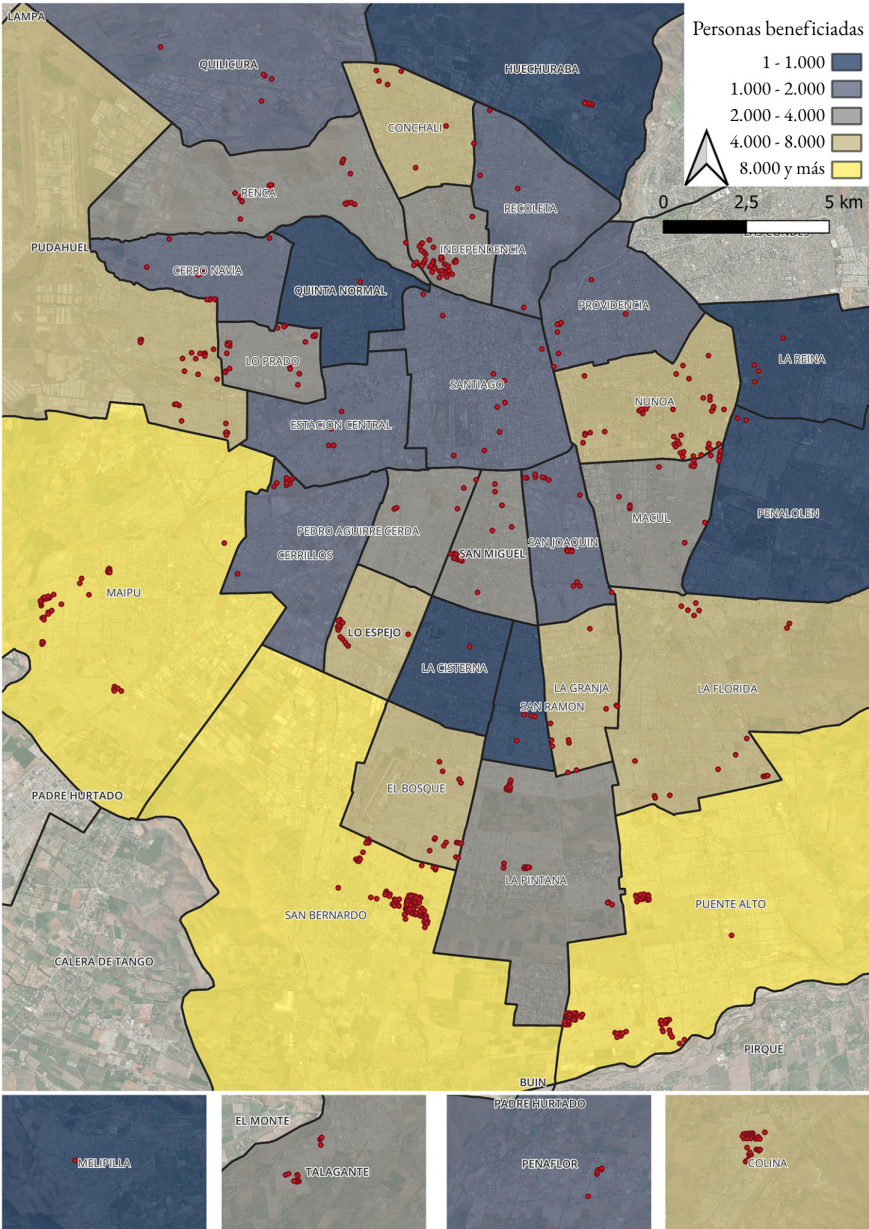 LAMPA
Personas beneficiadas
1 - 1.000
1.000 - 2.000
2.000 - 4.000
4.000 - 8.000
8.000 y más
0 2,5 5 km
QUILICURA
HUECHURABA
CONCHALI
RENCA
RECOLETA
LAS CONDES
PUDAHUEL
INDEPENDENCIA
CERRO NAVIA
QUINTA NORMAL
PROVIDENCIA
LO PRADO
LA REINA
SANTIAGO
NUNOA
ESTACION CENTRAL
PENALOLEN
MACUL
PEDRO AGUIRRE CERDA
SAN JOAQUIN
CERRILLOS
SAN MIGUEL
MAIPU
LO ESPEJO
LA CISTERNA
LA GRANJA
LA FLORIDA
SAN RAMON
EL BOSQUE
PADRE HURTADO
LA PINTANA
PUENTE ALTO
SAN BERNARDO
CALERA DE TANGO
PIRQUE
BUIN
MELIPILLA
EL MONTE
TALAGANTE
PADRE HURTADO
PENAFLOR
COLINA